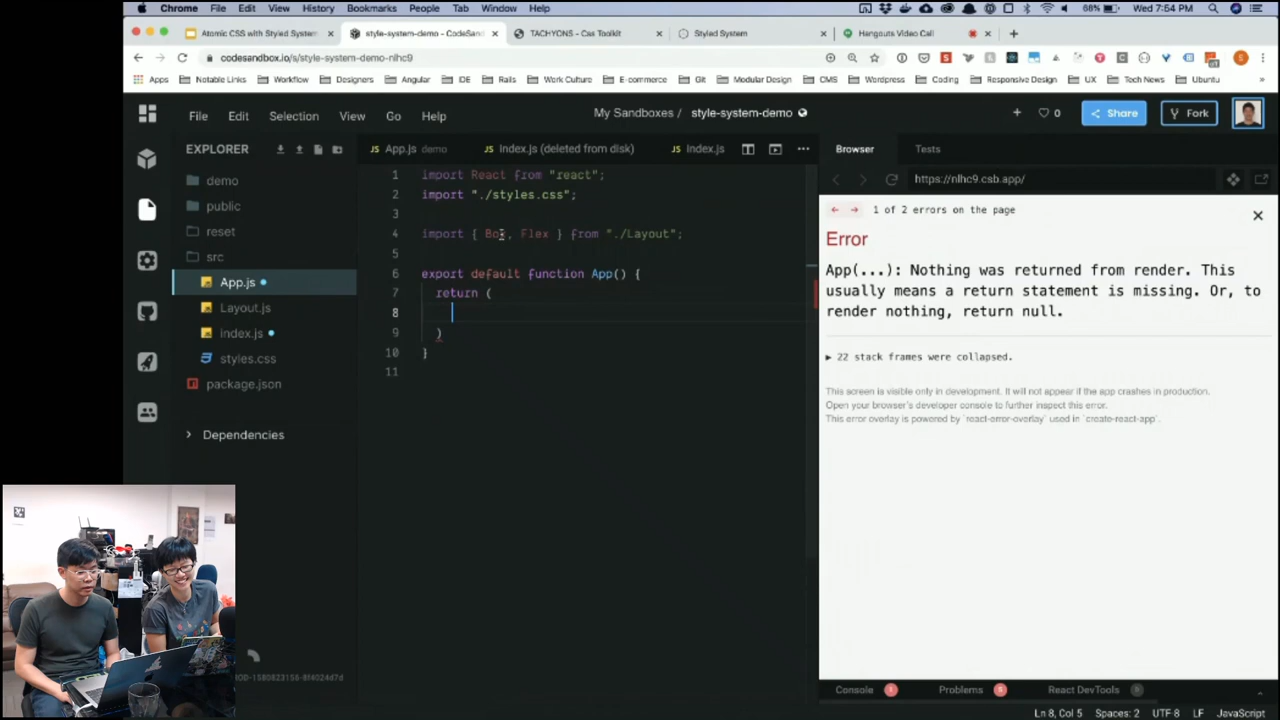 Chrome File Edit View History Bookmarks People Tab Window Help 68% Wed 7:54 PM
Atomic CSS with Styled System style-system-demo - CodeSand TACHYONS - Css Toolkit Styled System Hangouts Video Call
codesandbox.io/s/style-system-demo-nlhc9
Apps Notable Links Workflow Designers Angular IDE Rails Work Culture E-commerce Git Modular Design CMS Wordpress Coding Responsive Design UX Tech News Ubuntu
File Edit Selection View Go Help My Sandboxes / style-system-demo 0 Share Fork
EXPLORER
demo
public
reset
src
App.js
Layout.js
index.js
styles.css
package.json
Dependencies
App.js demo Index.js (deleted from disk) Index.js
1 import React from "react";
2 import "./styles.css";
3
4 import { Box, Flex } from "./Layout";
5
6 export default function App() {
7 return (
8
9 )
10 }
11
Browser Tests
https://nlhc9.csb.app/
1 of 2 errors on the page
Error
App(...): Nothing was returned from render. This
usually means a return statement is missing. Or, to
render nothing, return null.
▶ 22 stack frames were collapsed.
This screen is visible only in development. It will not appear if the app crashes in production.
Open your browser's developer console to further inspect this error.
This error overlay is powered by `react-error-overlay` used in `create-react-app`.
Console Problems React DevTools
Ln 8, Col 5 Spaces: 2 UTF-8 LF JavaScript